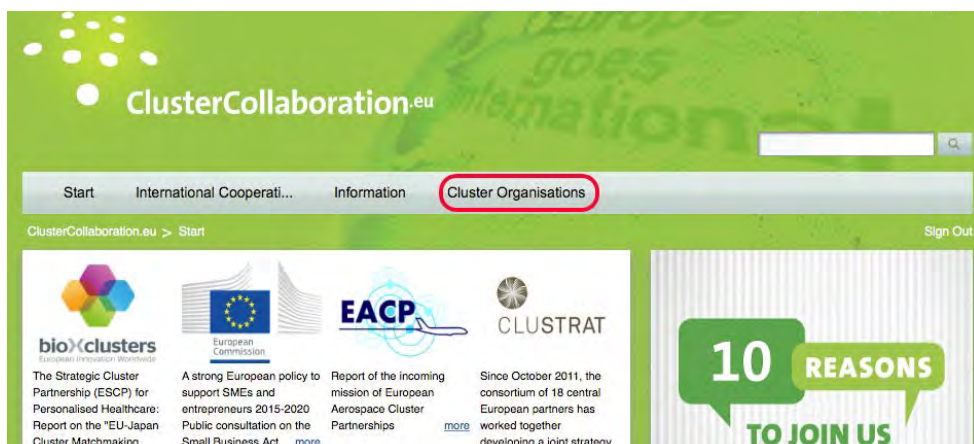 Europe
goes
international
ClusterCollaboration.eu
Start International Cooperati... Information Cluster Organisations
ClusterCollaboration.eu > Start
Sign Out
bioXclusters
European Innovation Worldwide
The Strategic Cluster
Partnership (ESCP) for
Personalised Healthcare:
Report on the "EU-Japan
Cluster Matchmaking
European
Commission
A strong European policy to
support SMEs and
entrepreneurs 2015-2020
Public consultation on the
Small Business Act more
EACP
Report of the incoming
mission of European
Aerospace Cluster
Partnerships more
CLUSTRAT
Since October 2011, the
consortium of 18 central
European partners has
worked together
developing a joint strategy
10 REASONS
TO JOIN US